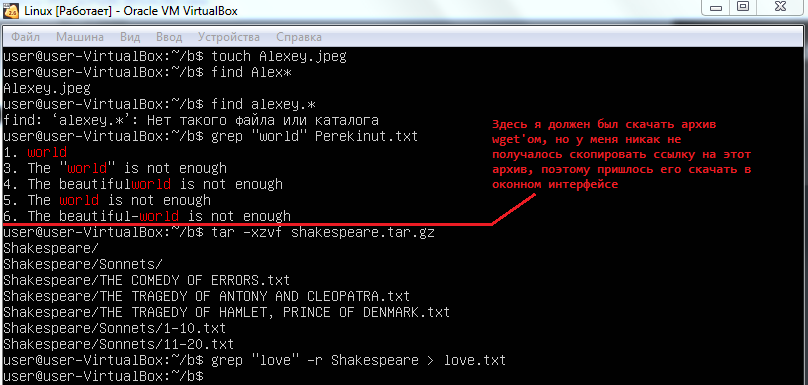 Linux [Работает] - Oracle VM VirtualBox
Файл Машина Вид Ввод Устройства Справка
user@user-VirtualBox:~/b$ touch Alexey.jpeg
user@user-VirtualBox:~/b$ find Alex*
Alexey.jpeg
user@user-VirtualBox:~/b$ find alexey.*
find: ‘alexey.*’: Нет такого файла или каталога
user@user-VirtualBox:~/b$ grep "world" Perekinut.txt
1. world
3. The "world" is not enough
4. The beautifulworld is not enough
5. The world is not enough
6. The beautiful-world is not enough
Здесь я должен был скачать архив
wget'ом, но у меня никак не
получалось скопировать ссылку на этот
архив, поэтому пришлось его скачать в
оконном интерфейсе
user@user-VirtualBox:~/b$ tar -xzvf shakespeare.tar.gz
Shakespeare/
Shakespeare/Sonnets/
Shakespeare/THE COMEDY OF ERRORS.txt
Shakespeare/THE TRAGEDY OF ANTONY AND CLEOPATRA.txt
Shakespeare/THE TRAGEDY OF HAMLET, PRINCE OF DENMARK.txt
Shakespeare/Sonnets/1-10.txt
Shakespeare/Sonnets/11-20.txt
user@user-VirtualBox:~/b$ grep "love" -r Shakespeare > love.txt
user@user-VirtualBox:~/b$